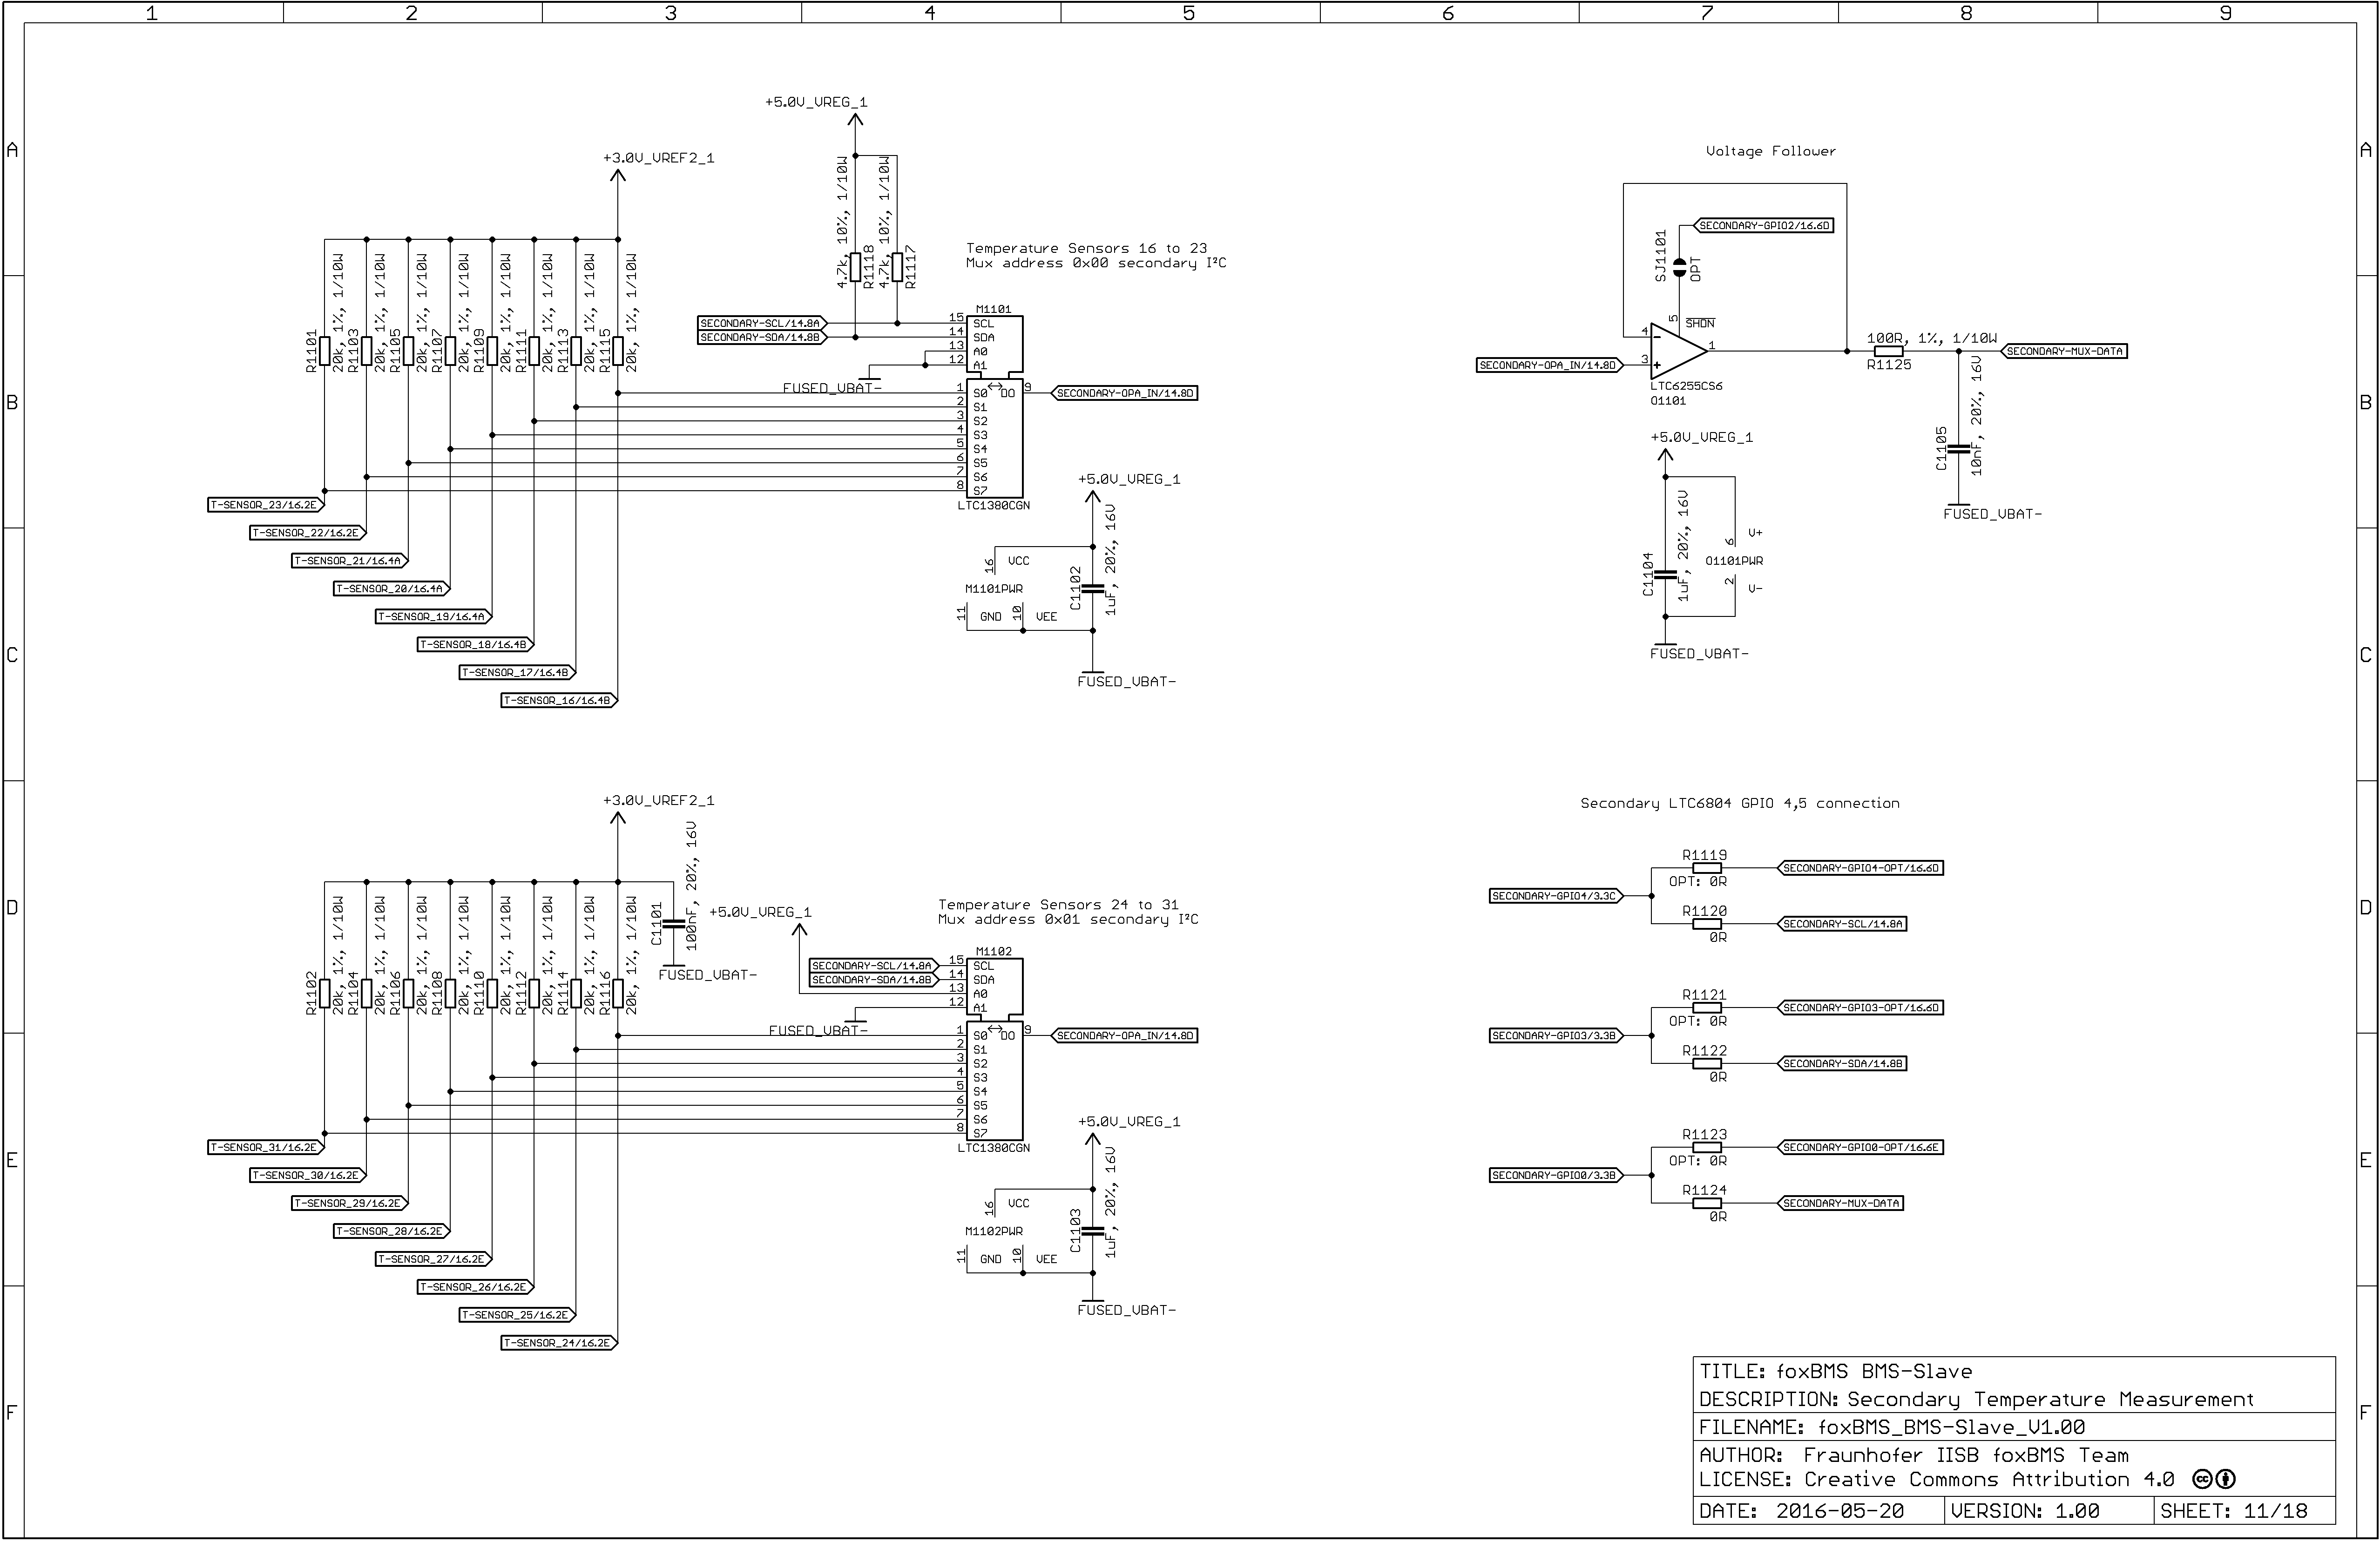 1 2 3 4 5 6 7 8 9
A
B
C
D
E
F
A
B
C
D
E
F
+5.0V_VREG_1
+3.0V_VREF2_1
R1101
20k, 1%, 1/10W
R1103
20k, 1%, 1/10W
R1105
20k, 1%, 1/10W
R1107
20k, 1%, 1/10W
R1109
20k, 1%, 1/10W
R1111
20k, 1%, 1/10W
R1113
20k, 1%, 1/10W
R1115
20k, 1%, 1/10W
4.7k, 10%, 1/10W
R1118
4.7k, 10%, 1/10W
R1117
Temperature Sensors 16 to 23
Mux address 0x00 secondary I²C
M1101
SECONDARY-SCL/14.8A
15 SCL
SECONDARY-SDA/14.8B
14 SDA
13 A0
12 A1
FUSED_VBAT-
1 S0 ↔ DO 9
SECONDARY-OPA_IN/14.8D
2 S1
3 S2
4 S3
5 S4
6 S5
7 S6
8 S7
LTC1380CGN
T-SENSOR_23/16.2E
T-SENSOR_22/16.2E
T-SENSOR_21/16.4A
T-SENSOR_20/16.4A
T-SENSOR_19/16.4A
T-SENSOR_18/16.4B
T-SENSOR_17/16.4B
T-SENSOR_16/16.4B
+5.0V_VREG_1
16 VCC
M1101PWR
11 GND 10 VEE
C1102
1uF, 20%, 16V
FUSED_VBAT-
Voltage Follower
SECONDARY-GPIO2/16.6D
SJ1101
OPT
5 SHDN
4 -
3 +
1
SECONDARY-OPA_IN/14.8D
LTC6255CS6
O1101
100R, 1%, 1/10W
R1125
SECONDARY-MUX-DATA
C1105
10nF, 20%, 16V
FUSED_VBAT-
+5.0V_VREG_1
C1104
1uF, 20%, 16V
6 V+
O1101PWR
2 V-
FUSED_VBAT-
+3.0V_VREF2_1
R1102
20k, 1%, 1/10W
R1104
20k, 1%, 1/10W
R1106
20k, 1%, 1/10W
R1108
20k, 1%, 1/10W
R1110
20k, 1%, 1/10W
R1112
20k, 1%, 1/10W
R1114
20k, 1%, 1/10W
R1116
20k, 1%, 1/10W
C1101
100nF, 20%, 16V
FUSED_VBAT-
+5.0V_VREG_1
Temperature Sensors 24 to 31
Mux address 0x01 secondary I²C
M1102
SECONDARY-SCL/14.8A
15 SCL
SECONDARY-SDA/14.8B
14 SDA
13 A0
12 A1
FUSED_VBAT-
1 S0 ↔ DO 9
SECONDARY-OPA_IN/14.8D
2 S1
3 S2
4 S3
5 S4
6 S5
7 S6
8 S7
LTC1380CGN
T-SENSOR_31/16.2E
T-SENSOR_30/16.2E
T-SENSOR_29/16.2E
T-SENSOR_28/16.2E
T-SENSOR_27/16.2E
T-SENSOR_26/16.2E
T-SENSOR_25/16.2E
T-SENSOR_24/16.2E
+5.0V_VREG_1
16 VCC
M1102PWR
11 GND 10 VEE
C1103
1uF, 20%, 16V
FUSED_VBAT-
Secondary LTC6804 GPIO 4,5 connection
SECONDARY-GPIO4/3.3C
R1119
OPT: 0R
SECONDARY-GPIO4-OPT/16.6D
R1120
0R
SECONDARY-SCL/14.8A
SECONDARY-GPIO3/3.3B
R1121
OPT: 0R
SECONDARY-GPIO3-OPT/16.6D
R1122
0R
SECONDARY-SDA/14.8B
SECONDARY-GPIO0/3.3B
R1123
OPT: 0R
SECONDARY-GPIO0-OPT/16.6E
R1124
0R
SECONDARY-MUX-DATA
TITLE: foxBMS BMS-Slave
DESCRIPTION: Secondary Temperature Measurement
FILENAME: foxBMS_BMS-Slave_V1.00
AUTHOR: Fraunhofer IISB foxBMS Team
LICENSE: Creative Commons Attribution 4.0 cc
DATE: 2016-05-20 VERSION: 1.00 SHEET: 11/18